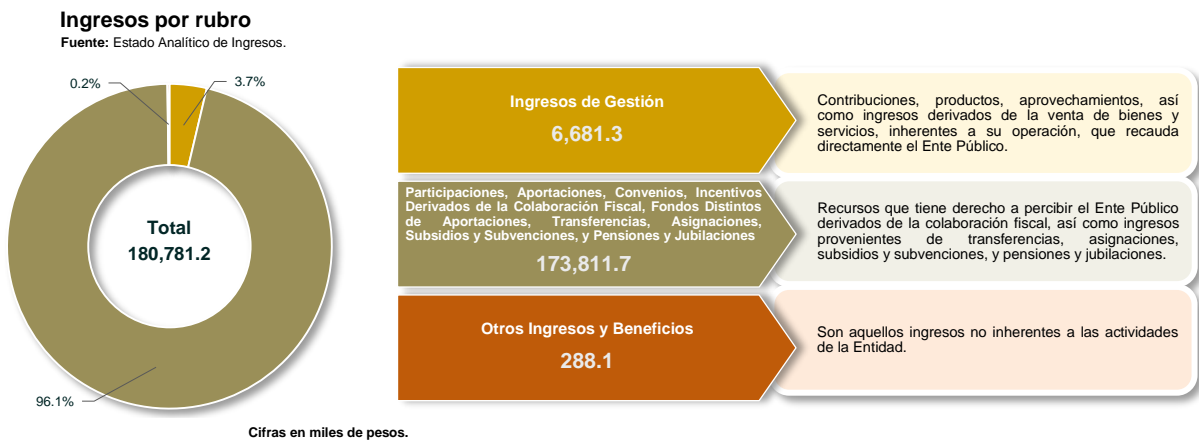 Ingresos por rubro
Fuente: Estado Analítico de Ingresos.
0.2%
3.7%
Total
180,781.2
96.1%
Ingresos de Gestión
6,681.3
Contribuciones, productos, aprovechamientos, así
como ingresos derivados de la venta de bienes y
servicios, inherentes a su operación, que recauda
directamente el Ente Público.
Participaciones, Aportaciones, Convenios, Incentivos
Derivados de la Colaboración Fiscal, Fondos Distintos
de Aportaciones, Transferencias, Asignaciones,
Subsidios y Subvenciones, y Pensiones y Jubilaciones
173,811.7
Recursos que tiene derecho a percibir el Ente Público
derivados de la colaboración fiscal, así como ingresos
provenientes de transferencias, asignaciones,
subsidios y subvenciones, y pensiones y jubilaciones.
Otros Ingresos y Beneficios
288.1
Son aquellos ingresos no inherentes a las actividades
de la Entidad.
Cifras en miles de pesos.